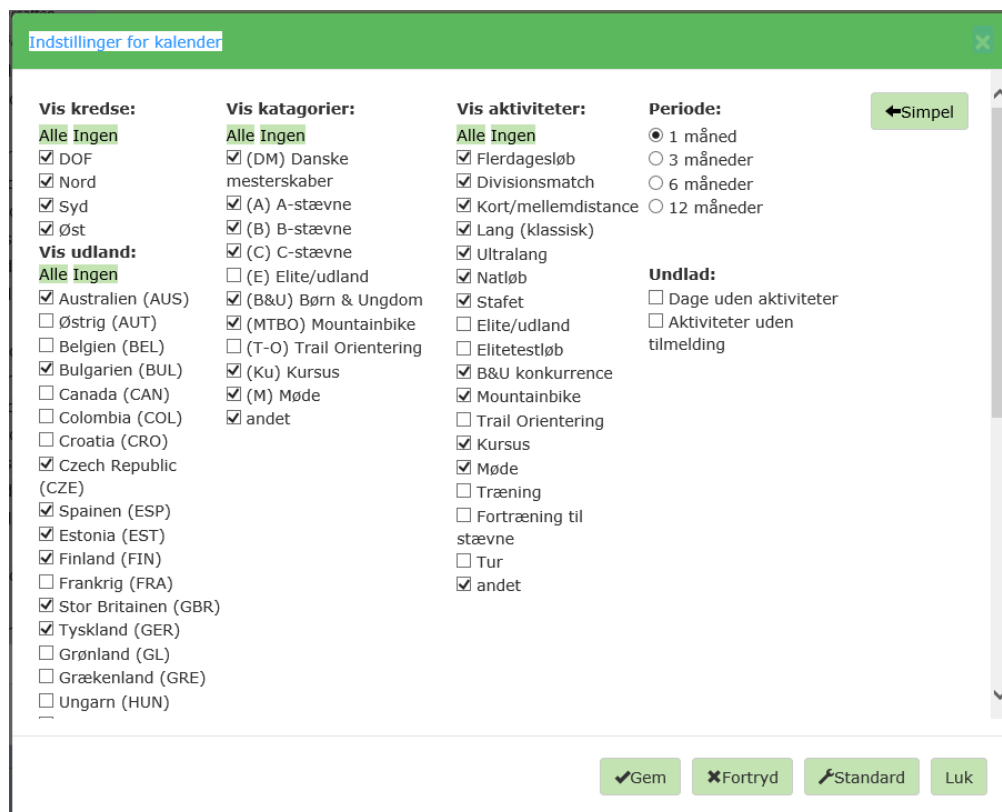 Indstillinger for kalender
×
Vis kredse:
Alle Ingen
DOF
Nord
Syd
Øst
Vis udland:
Alle Ingen
Australien (AUS)
Østrig (AUT)
Belgien (BEL)
Bulgarien (BUL)
Canada (CAN)
Colombia (COL)
Croatia (CRO)
Czech Republic
(CZE)
Spainen (ESP)
Estonia (EST)
Finland (FIN)
Frankrig (FRA)
Stor Britainen (GBR)
Tyskland (GER)
Grønland (GL)
Grækenland (GRE)
Ungarn (HUN)
Vis katagorier:
Alle Ingen
(DM) Danske
mesterskaber
(A) A-stævne
(B) B-stævne
(C) C-stævne
(E) Elite/udland
(B&U) Børn & Ungdom
(MTBO) Mountainbike
(T-O) Trail Orientering
(Ku) Kursus
(M) Møde
andet
Vis aktiviteter:
Alle Ingen
Flerdagesløb
Divisionsmatch
Kort/mellemdistance
Lang (klassisk)
Ultralang
Natløb
Stafet
Elite/udland
Elitetestløb
B&U konkurrence
Mountainbike
Trail Orientering
Kursus
Møde
Træning
Fortræning til
stævne
Tur
andet
Periode:
1 måned
3 måneder
6 måneder
12 måneder
Undlad:
Dage uden aktiviteter
Aktiviteter uden
tilmelding
Simpel
Gem
Fortryd
Standard
Luk